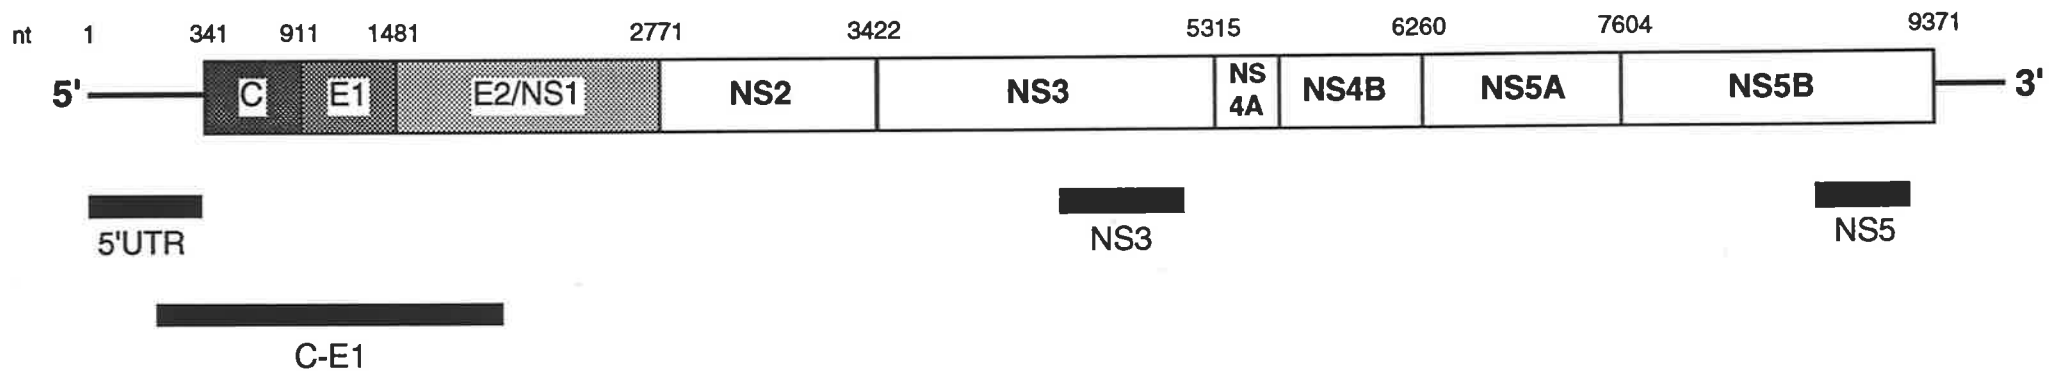 nt 1 341 911 1481 2771 3422 5315 6260 7604 9371
5' C E1 E2/NS1 NS2 NS3 NS 4A NS4B NS5A NS5B 3'
5'UTR NS3 NS5
C-E1